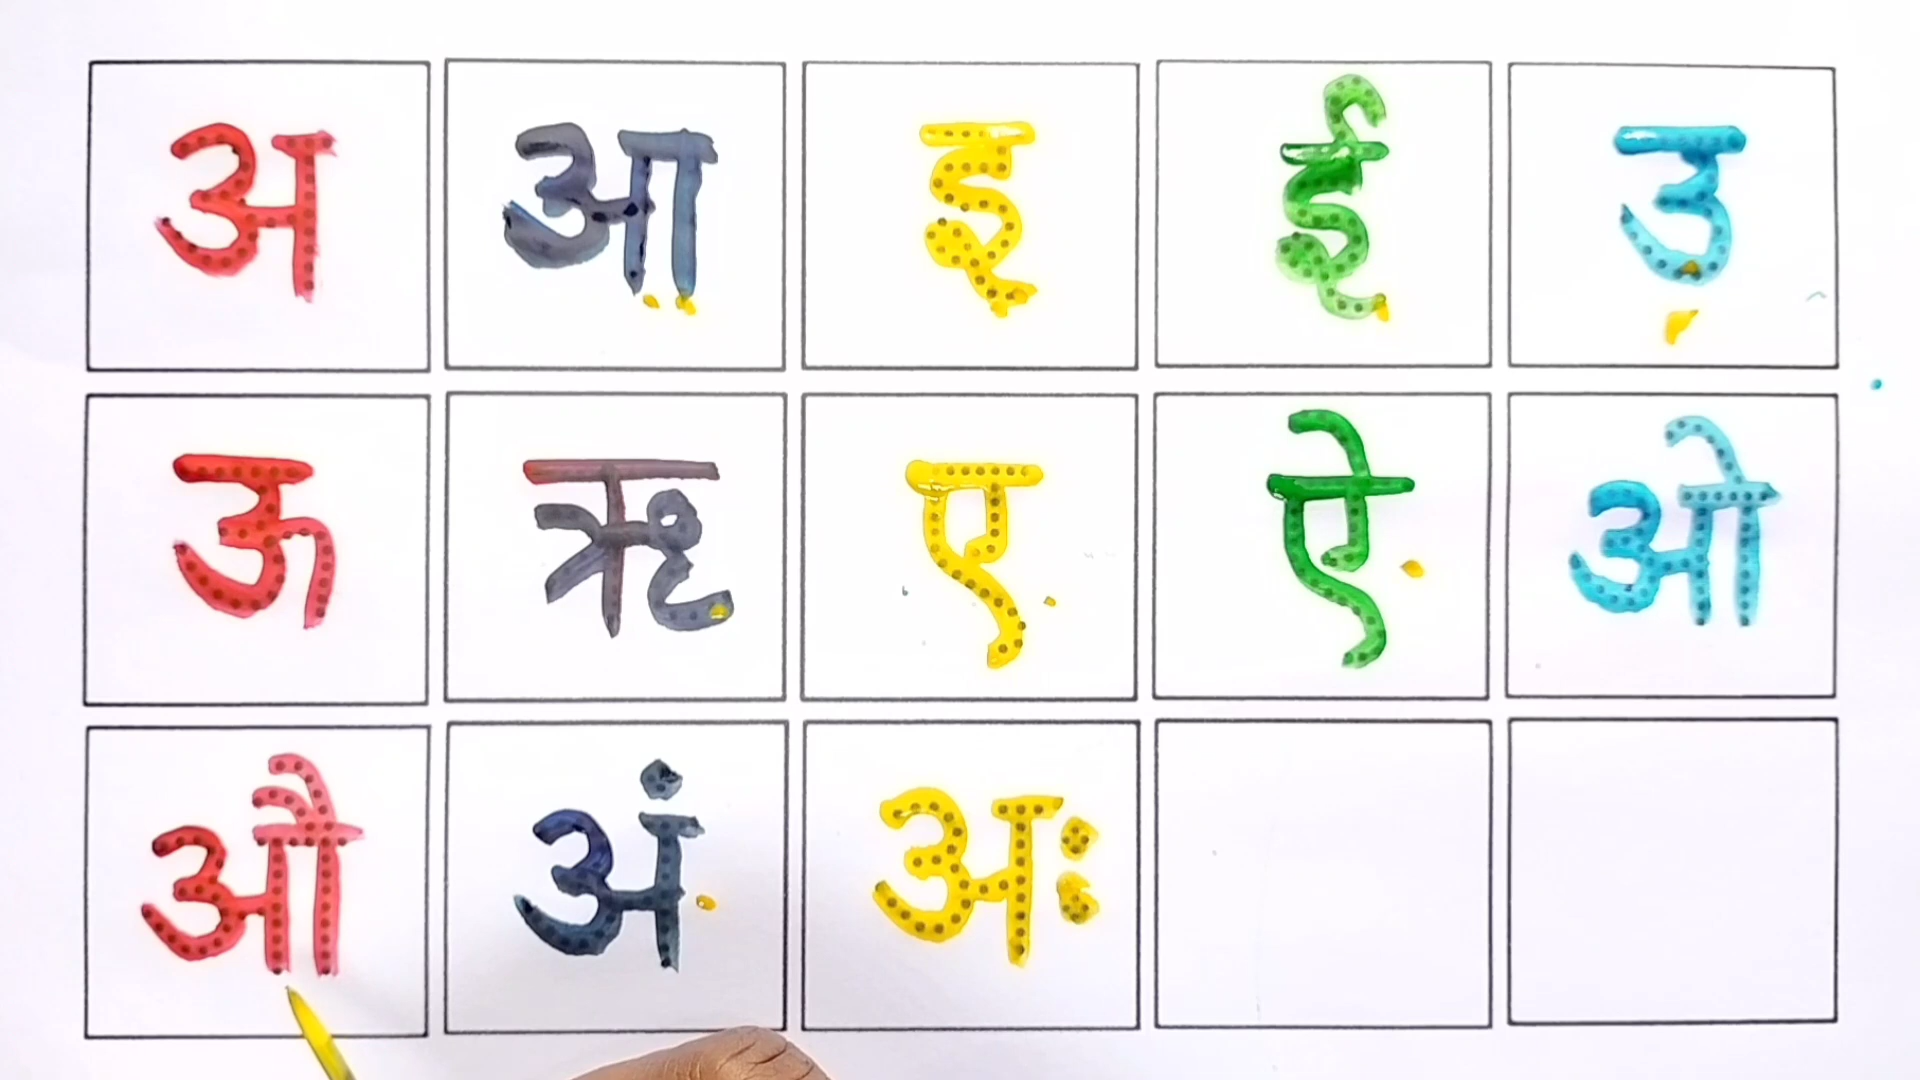 अ आ इ ई उ
ऊ ऋ ए ऐ ओ
औ अं अः